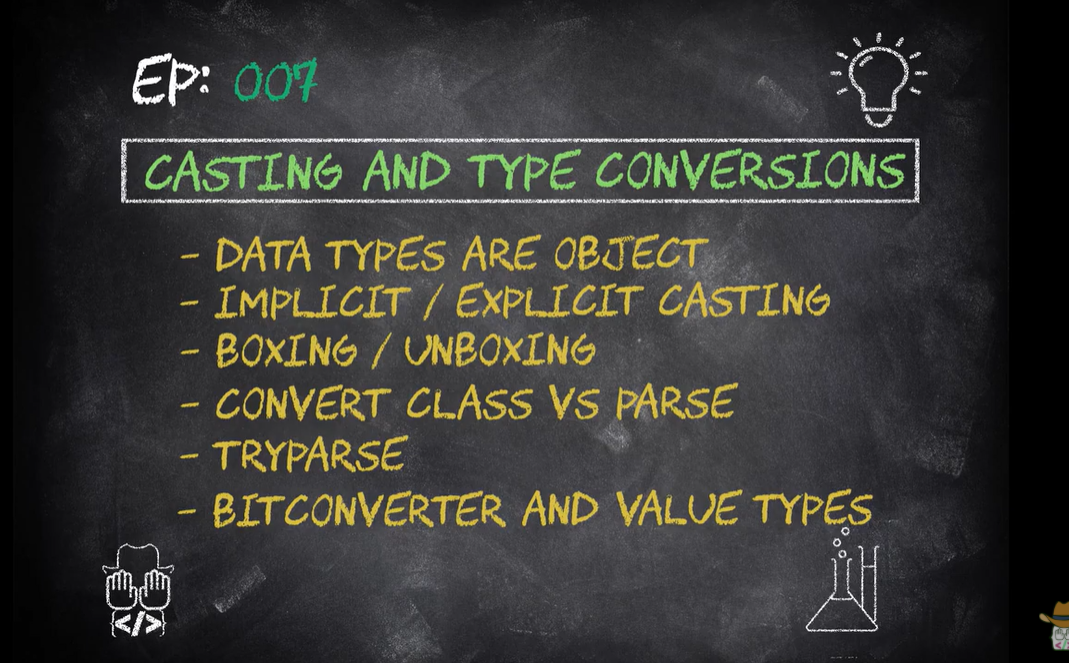 EP: 007
CASTING AND TYPE CONVERSIONS
- DATA TYPES ARE OBJECT
- IMPLICIT / EXPLICIT CASTING
- BOXING / UNBOXING
- CONVERT CLASS VS PARSE
- TRYPARSE
- BITCONVERTER AND VALUE TYPES
</>